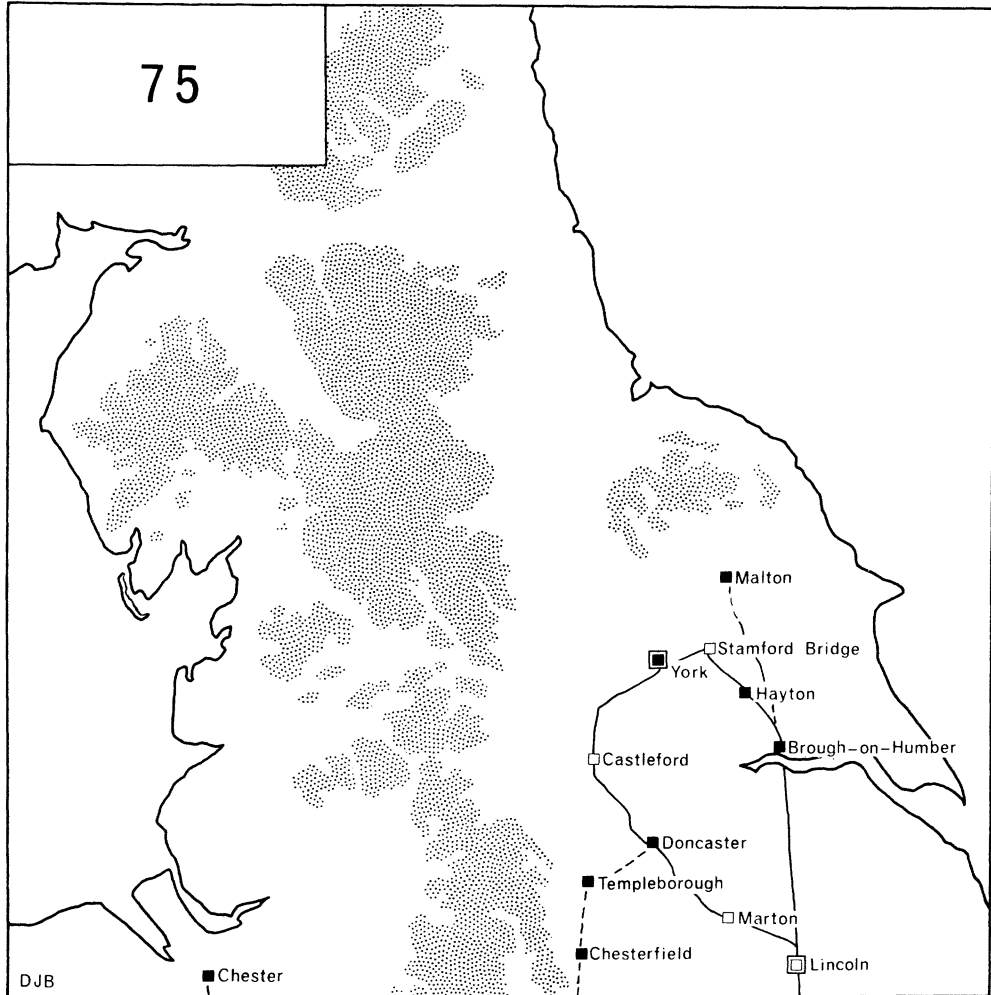 75
Malton
Stamford Bridge
York
Hayton
Brough-on-Humber
Castleford
Doncaster
Templeborough
Marton
Chesterfield
Lincoln
Chester
DJB